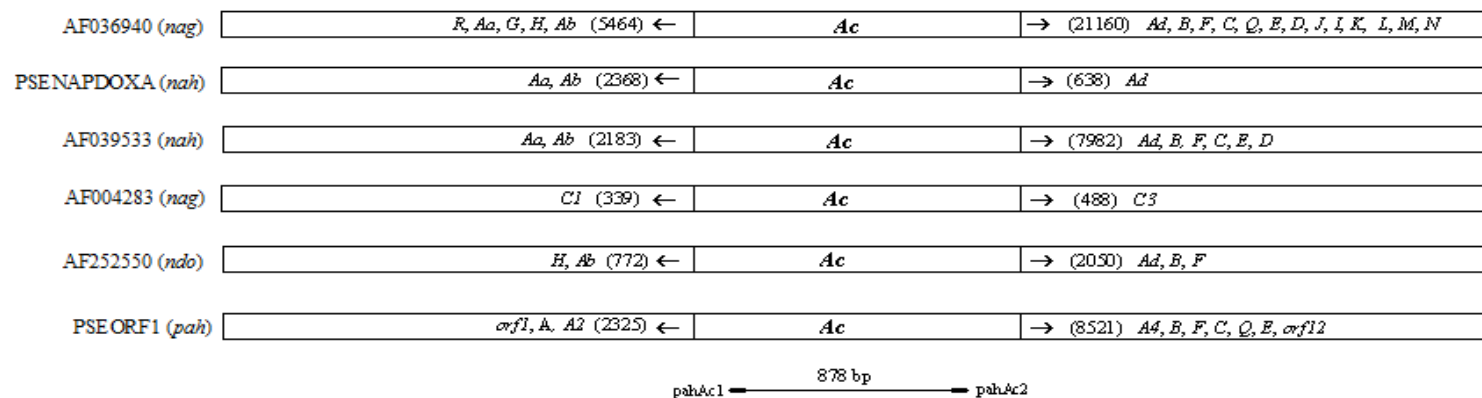 AF036940 (nag) R, Aa, G, H, Ab (5464) ← Ac → (21160) Ad, B, F, C, Q, E, D, J, I, K, L, M, N
PSENAPDOXA (nah) Aa, Ab (2368) ← Ac → (638) Ad
AF039533 (nah) Aa, Ab (2183) ← Ac → (7982) Ad, B, F, C, E, D
AF004283 (nag) C1 (339) ← Ac → (488) C3
AF252550 (ndo) H, Ab (772) ← Ac → (2050) Ad, B, F
PSEORF1 (pah) orf1, A, A2 (2325) ← Ac → (8521) A4, B, F, C, Q, E, orf12
878 bp
pahAc1 pahAc2